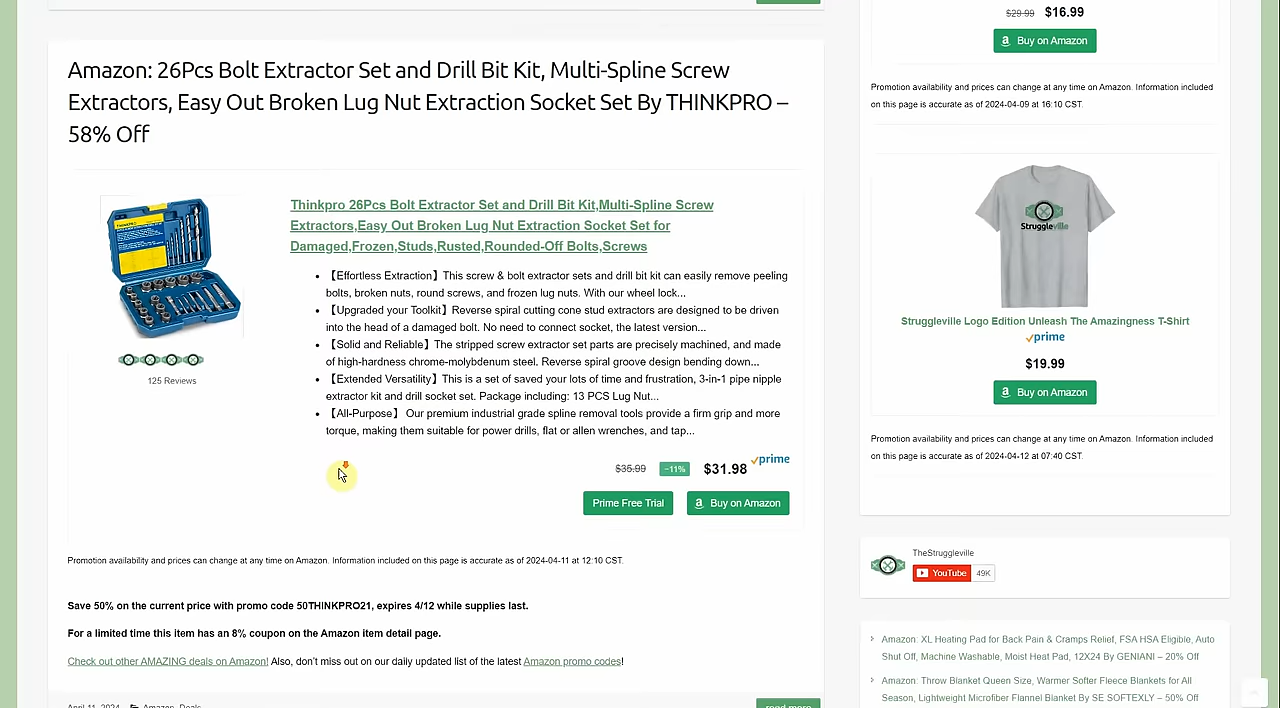 Amazon: 26Pcs Bolt Extractor Set and Drill Bit Kit, Multi-Spline Screw
Extractors, Easy Out Broken Lug Nut Extraction Socket Set By THINKPRO –
58% Off
Thinkpro 26Pcs Bolt Extractor Set and Drill Bit Kit,Multi-Spline Screw
Extractors,Easy Out Broken Lug Nut Extraction Socket Set for
Damaged,Frozen,Studs,Rusted,Rounded-Off Bolts,Screws
125 Reviews
• 【Effortless Extraction】This screw & bolt extractor sets and drill bit kit can easily remove peeling
bolts, broken nuts, round screws, and frozen lug nuts. With our wheel lock...
• 【Upgraded your Toolkit】Reverse spiral cutting cone stud extractors are designed to be driven
into the head of a damaged bolt. No need to connect socket, the latest version...
• 【Solid and Reliable】The stripped screw extractor set parts are precisely machined, and made
of high-hardness chrome-molybdenum steel. Reverse spiral groove design bending down...
• 【Extended Versatility】This is a set of saved your lots of time and frustration, 3-in-1 pipe nipple
extractor kit and drill socket set. Package including: 13 PCS Lug Nut...
• 【All-Purpose】 Our premium industrial grade spline removal tools provide a firm grip and more
torque, making them suitable for power drills, flat or allen wrenches, and tap...
$35.99 −11% $31.98 prime
Prime Free Trial Buy on Amazon
Promotion availability and prices can change at any time on Amazon. Information included on this page is accurate as of 2024-04-11 at 12:10 CST.
Save 50% on the current price with promo code 50THINKPRO21, expires 4/12 while supplies last.
For a limited time this item has an 8% coupon on the Amazon item detail page.
Check out other AMAZING deals on Amazon! Also, don't miss out on our daily updated list of the latest Amazon promo codes!
April 11, 2024 Amazon, Deals
read more
$29.99 $16.99
Buy on Amazon
Promotion availability and prices can change at any time on Amazon. Information included
on this page is accurate as of 2024-04-09 at 16:10 CST.
Struggleville
Struggleville Logo Edition Unleash The Amazingness T-Shirt
prime
$19.99
Buy on Amazon
Promotion availability and prices can change at any time on Amazon. Information included
on this page is accurate as of 2024-04-12 at 07:40 CST.
TheStruggleville
YouTube 49K
Amazon: XL Heating Pad for Back Pain & Cramps Relief, FSA HSA Eligible, Auto
Shut Off, Machine Washable, Moist Heat Pad, 12X24 By GENIANI – 20% Off
Amazon: Throw Blanket Queen Size, Warmer Softer Fleece Blankets for All
Season, Lightweight Microfiber Flannel Blanket By SE SOFTEXLY – 50% Off